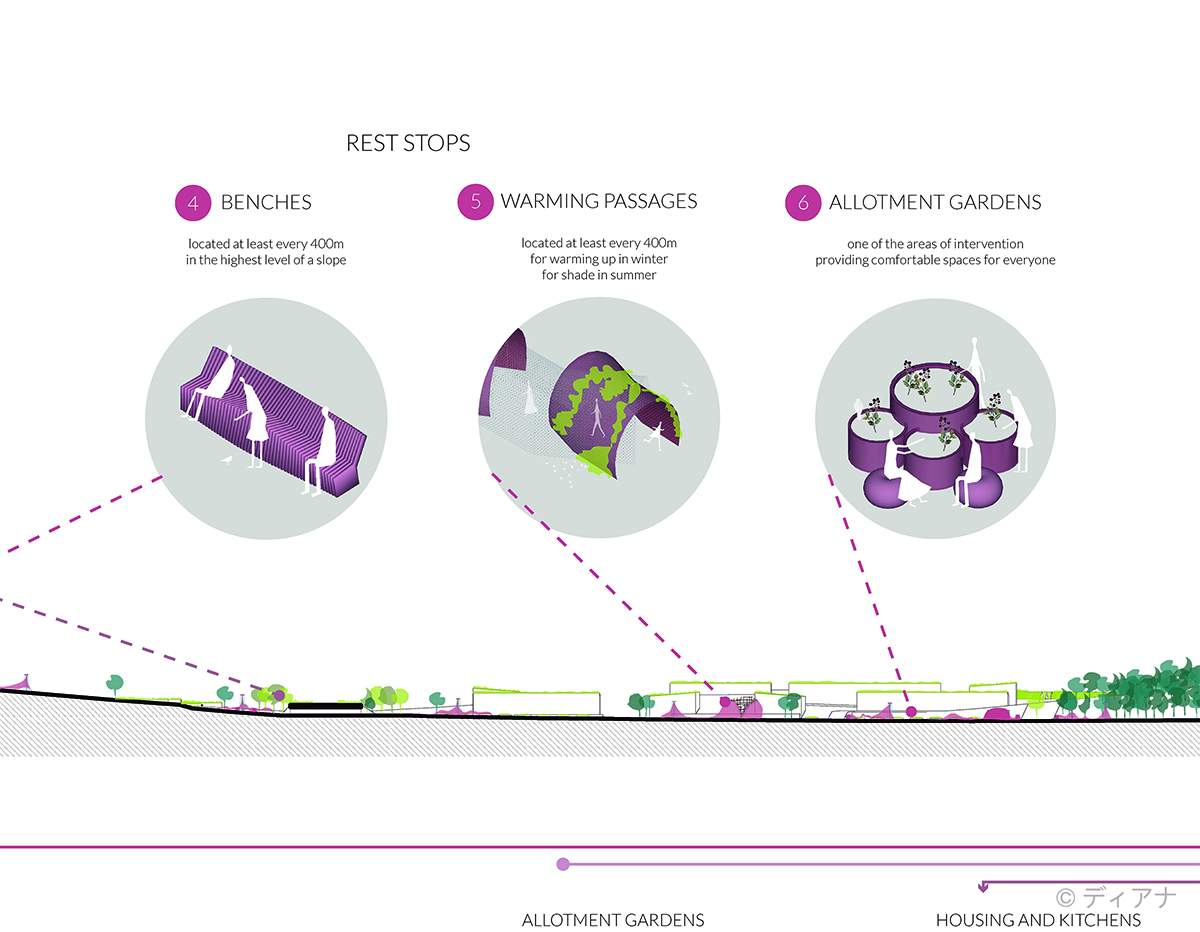 REST STOPS
4 BENCHES
located at least every 400m
in the highest level of a slope
5 WARMING PASSAGES
located at least every 400m
for warming up in winter
for shade in summer
6 ALLOTMENT GARDENS
one of the areas of intervention
providing comfortable spaces for everyone
ALLOTMENT GARDENS
HOUSING AND KITCHENS
© ディアナ